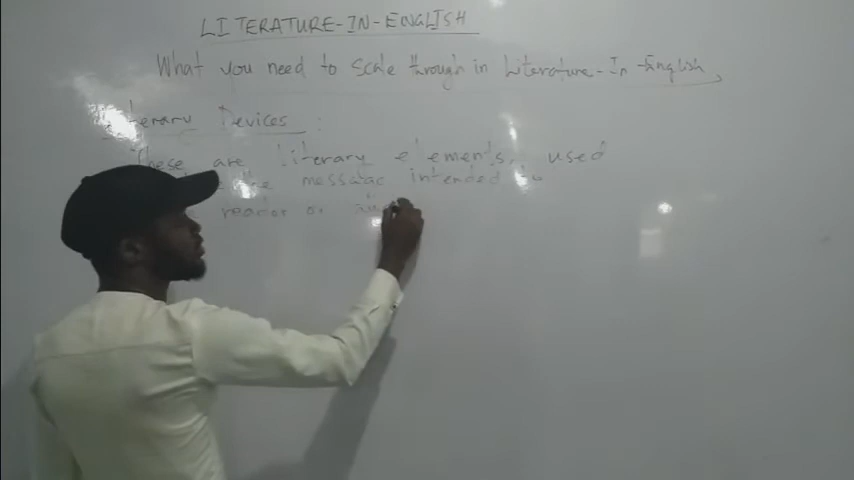 LITERATURE-IN-ENGLISH
What you need to Scale through in Literature-In-English
Literary Devices :
These are literary elements, used
the message intended to
reader or